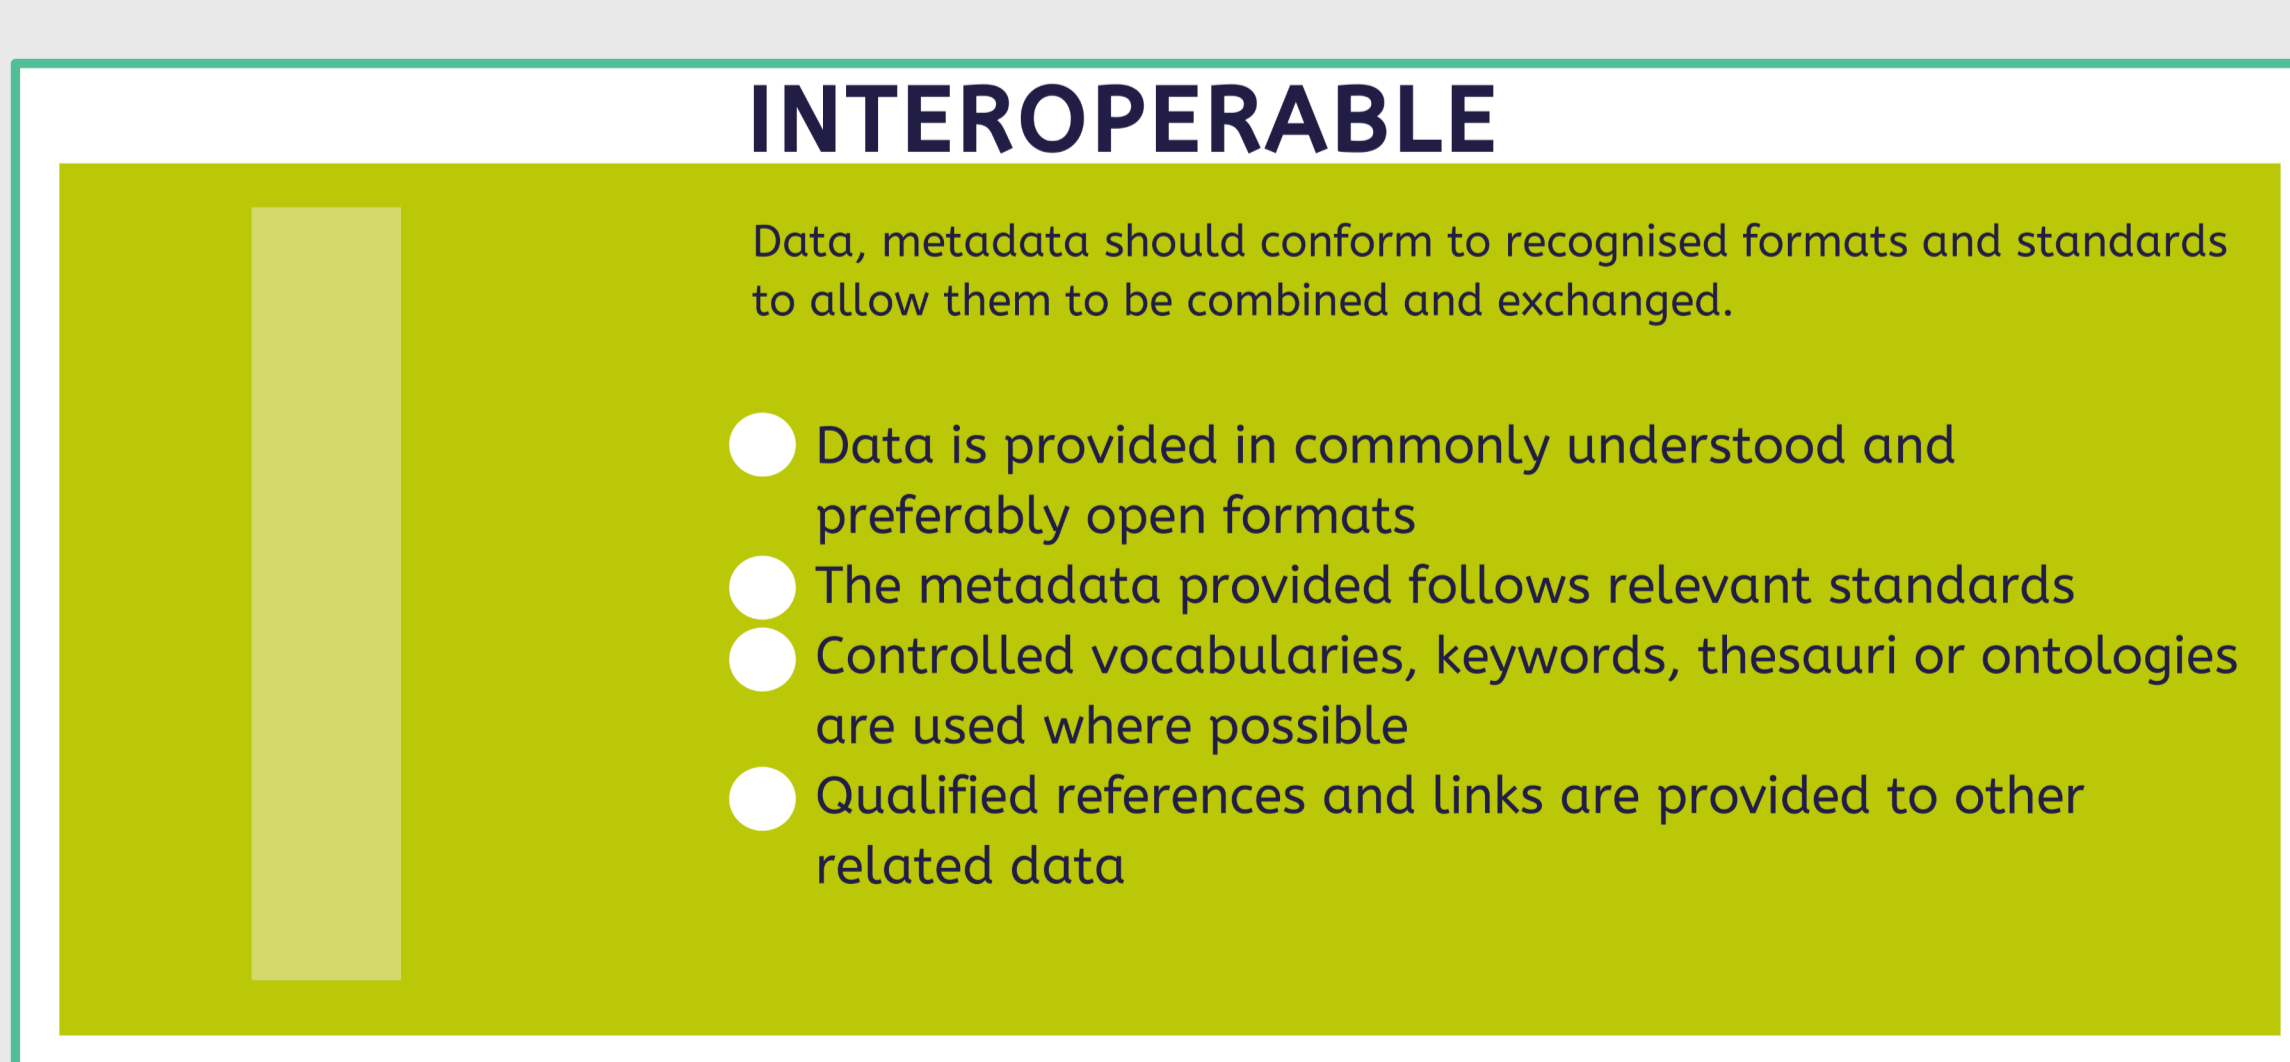 INTEROPERABLE
I
Data, metadata should conform to recognised formats and standards
to allow them to be combined and exchanged.
Data is provided in commonly understood and
preferably open formats
The metadata provided follows relevant standards
Controlled vocabularies, keywords, thesauri or ontologies
are used where possible
Qualified references and links are provided to other
related data